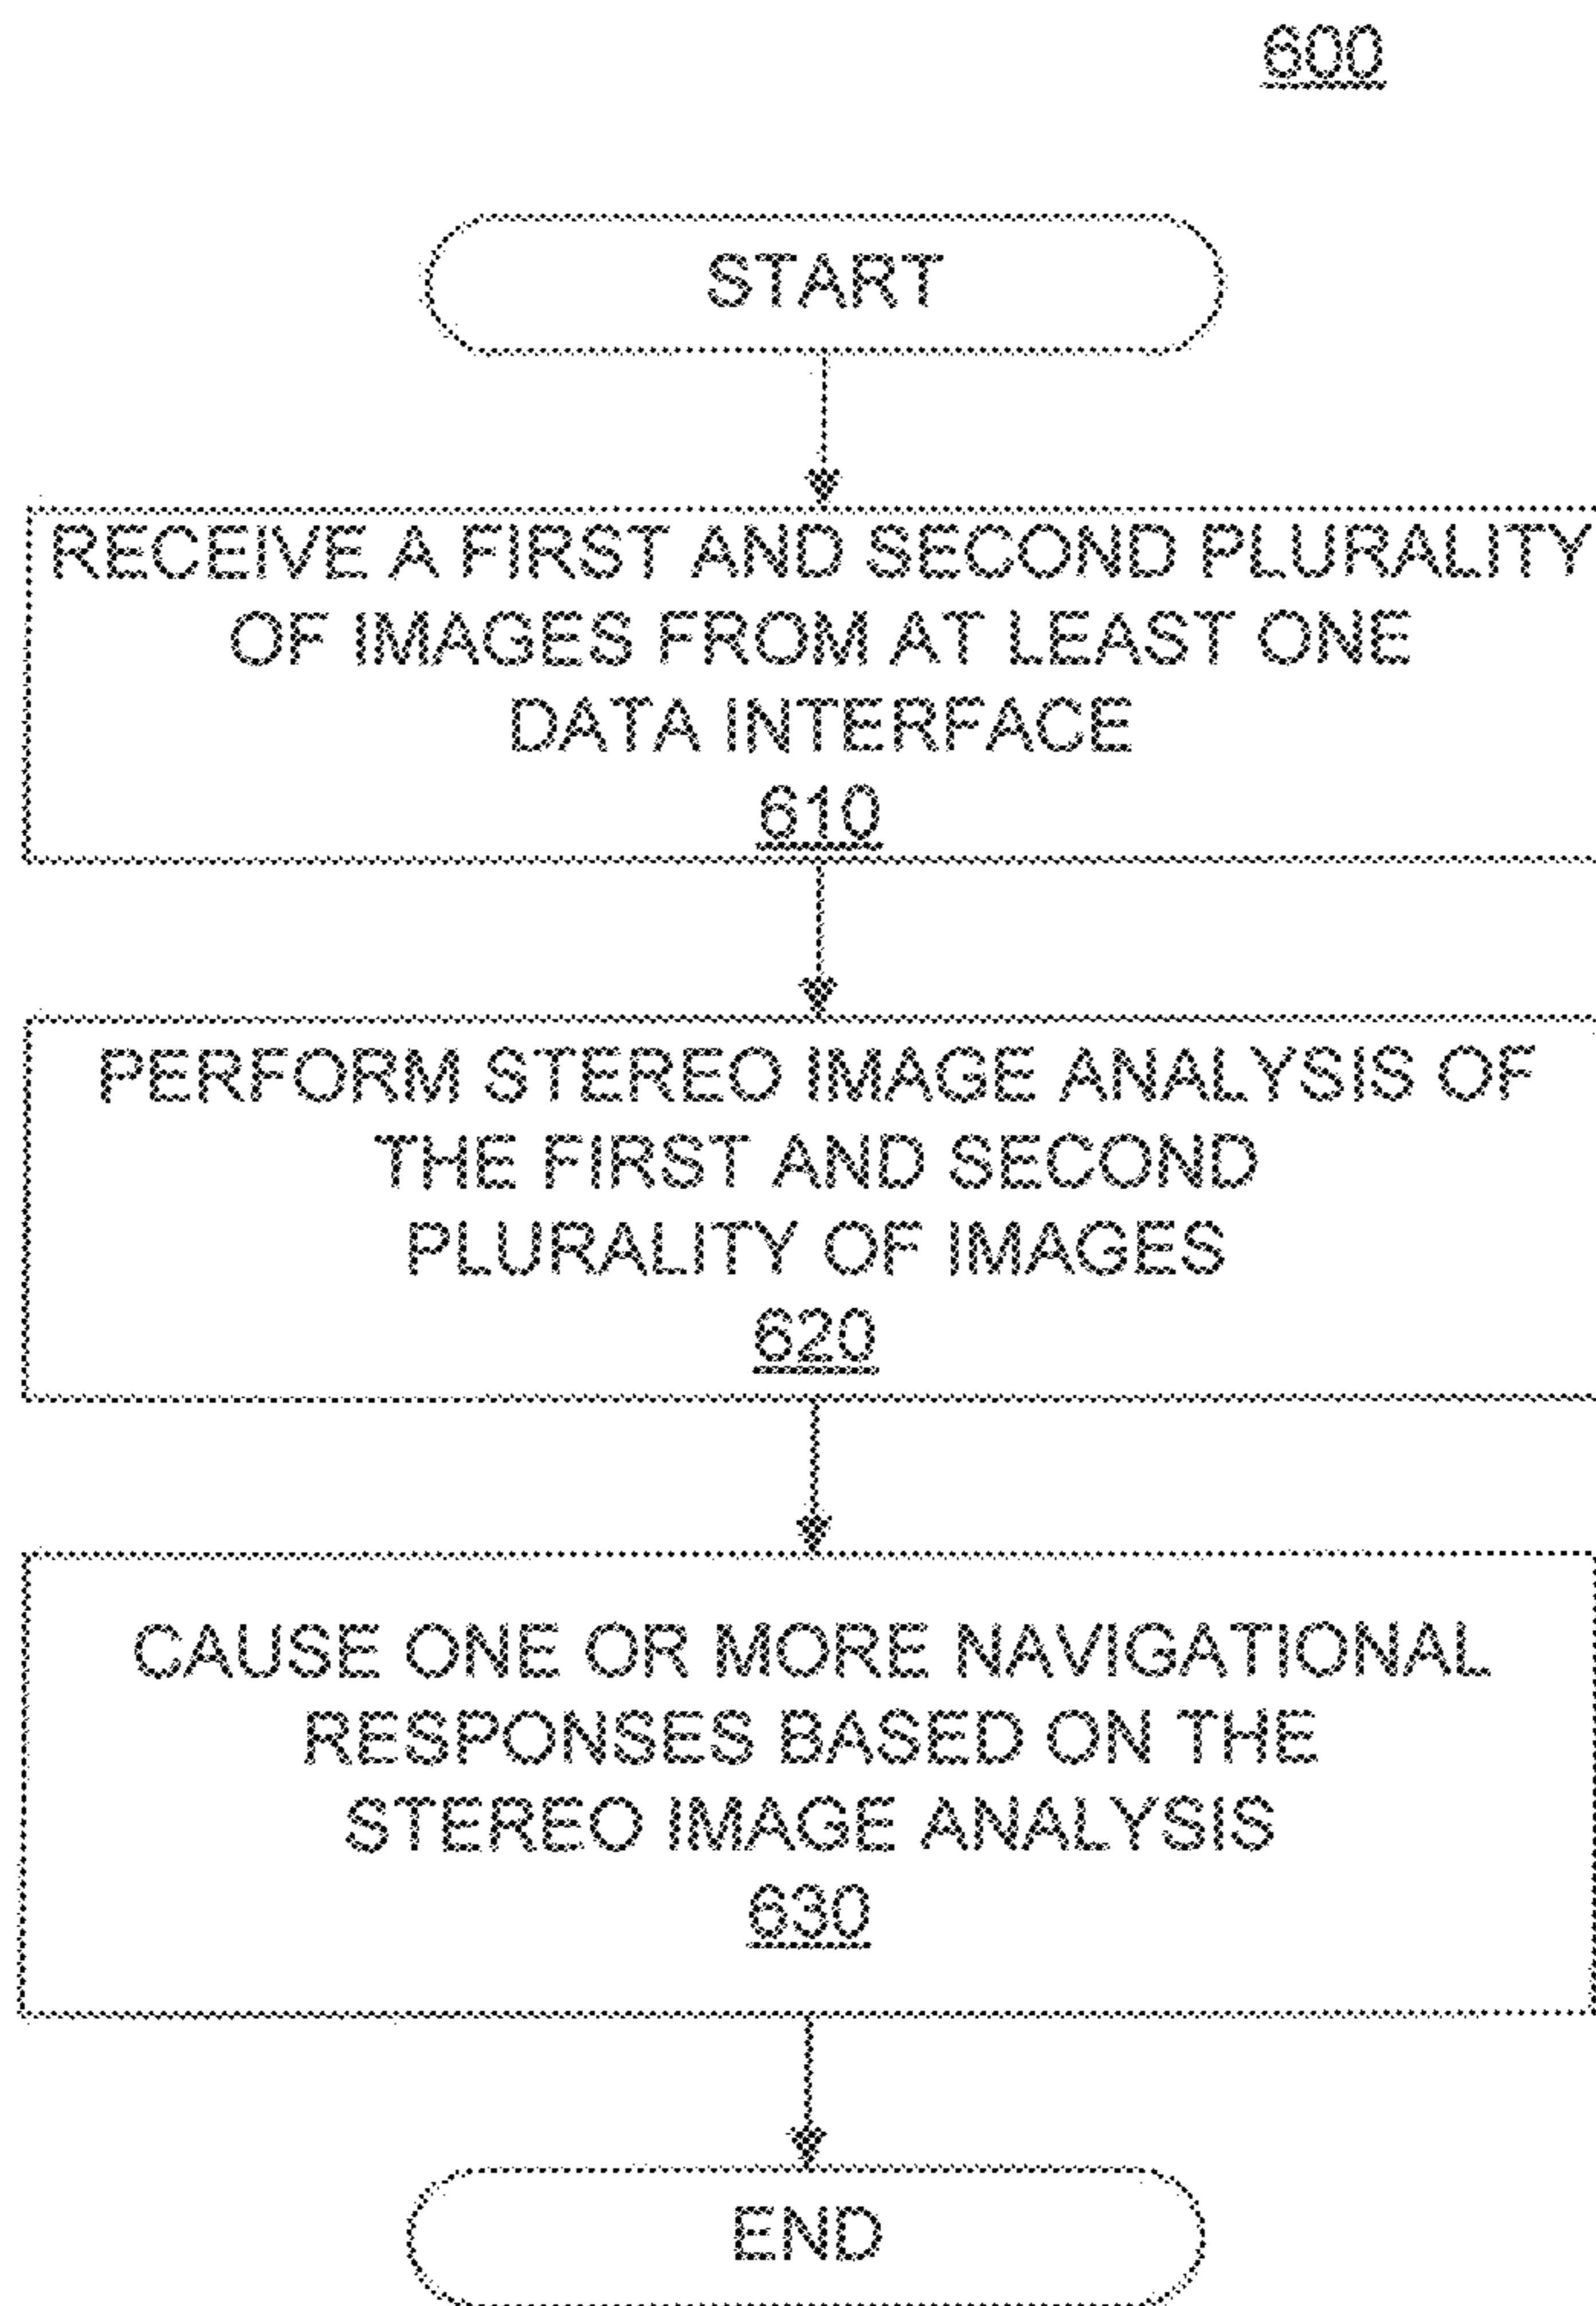 600
START
RECEIVE A FIRST AND SECOND PLURALITY
OF IMAGES FROM AT LEAST ONE
DATA INTERFACE
610
PERFORM STEREO IMAGE ANALYSIS OF
THE FIRST AND SECOND
PLURALITY OF IMAGES
620
CAUSE ONE OR MORE NAVIGATIONAL
RESPONSES BASED ON THE
STEREO IMAGE ANALYSIS
630
END